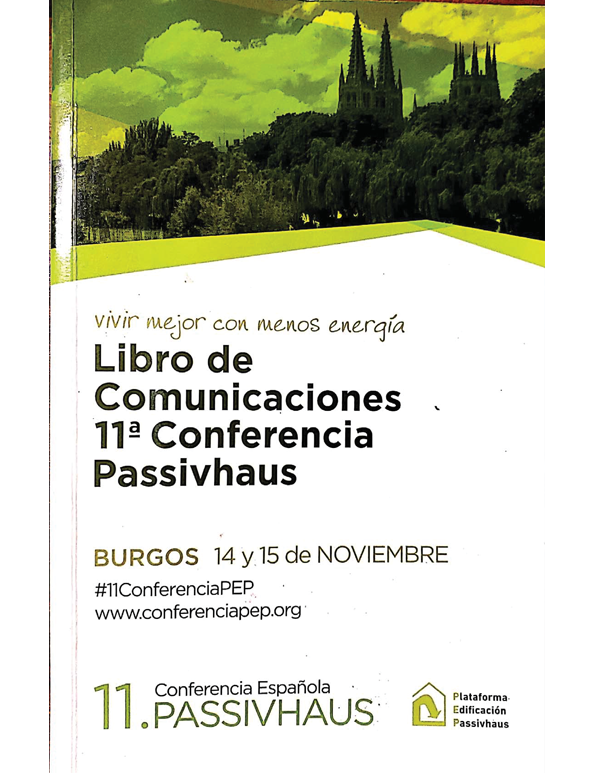 vivir mejor con menos energía
Libro de
Comunicaciones
11ª Conferencia
Passivhaus
BURGOS 14 y 15 de NOVIEMBRE
#11ConferenciaPEP
www.conferenciapep.org
11. Conferencia Española
PASSIVHAUS
Plataforma
Edificación
Passivhaus